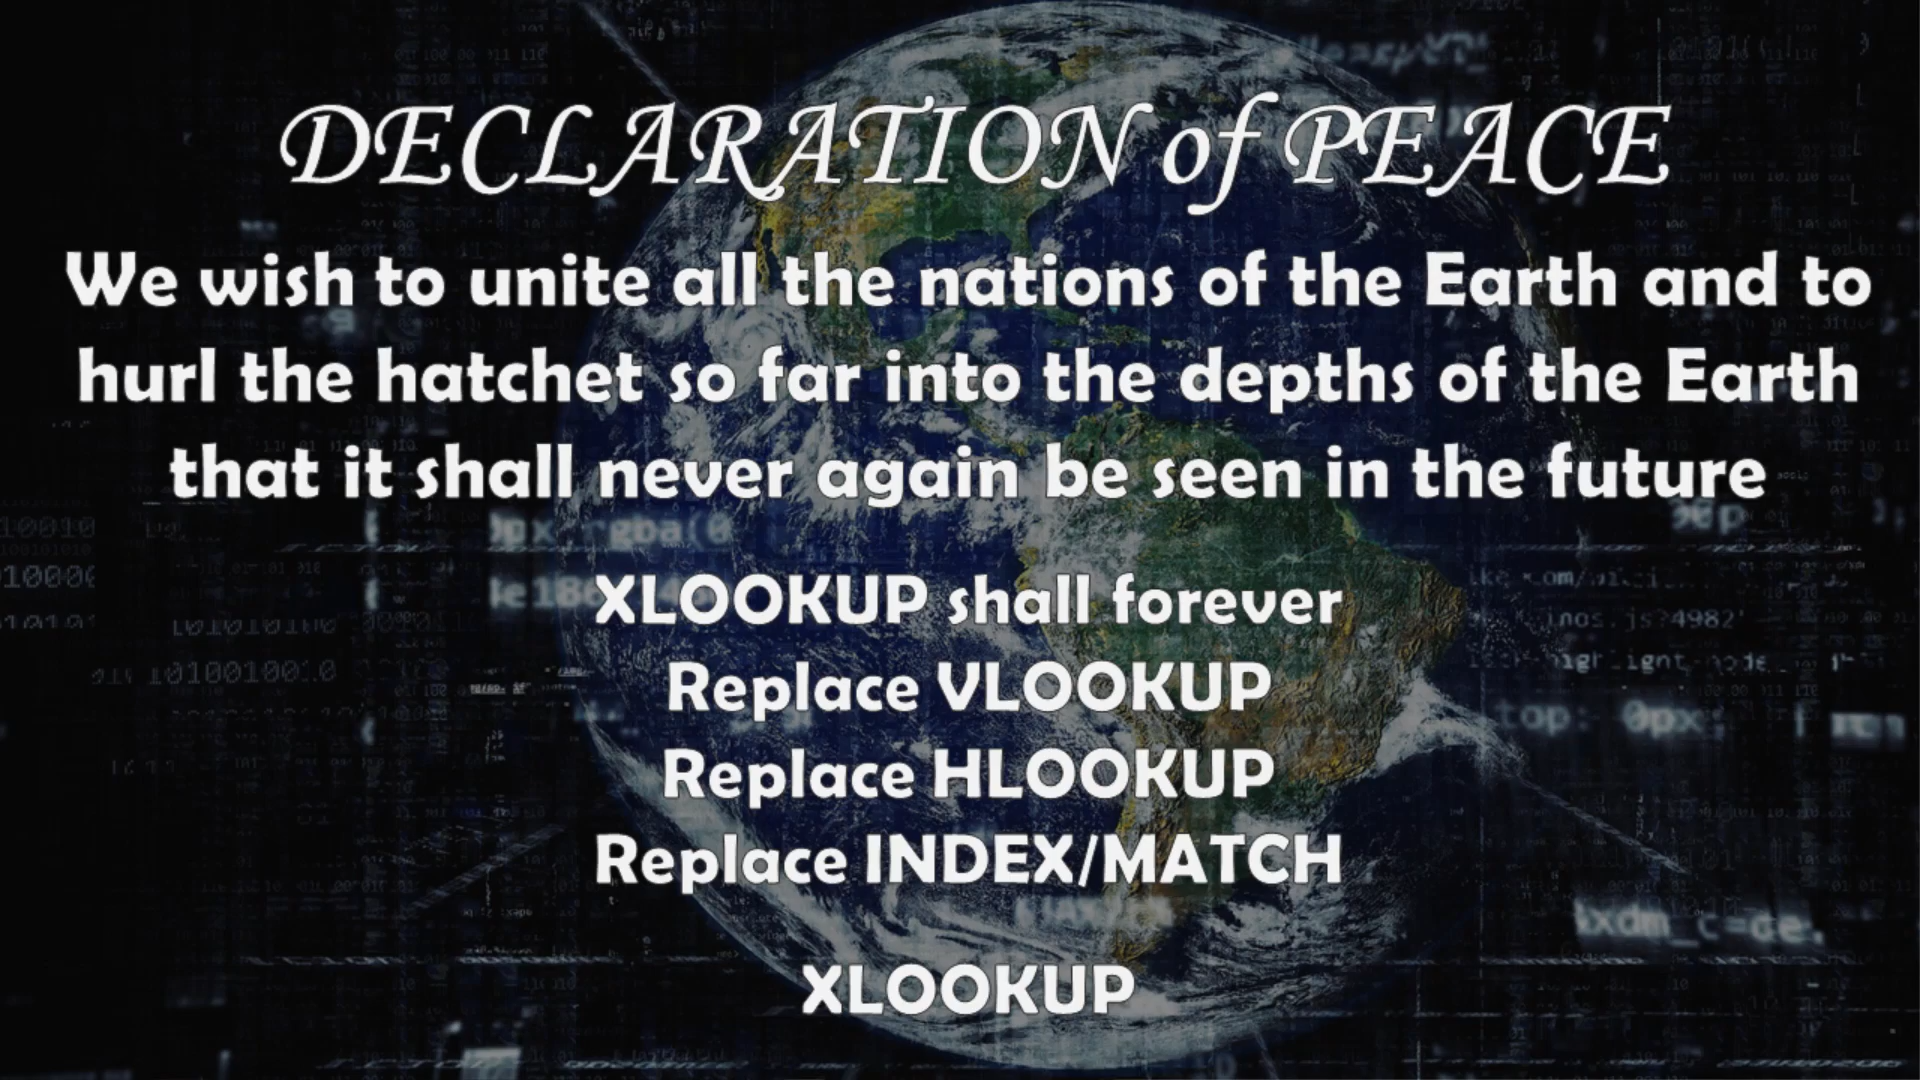 DECLARATION of PEACE
We wish to unite all the nations of the Earth and to
hurl the hatchet so far into the depths of the Earth
that it shall never again be seen in the future
XLOOKUP shall forever
Replace VLOOKUP
Replace HLOOKUP
Replace INDEX/MATCH
XLOOKUP